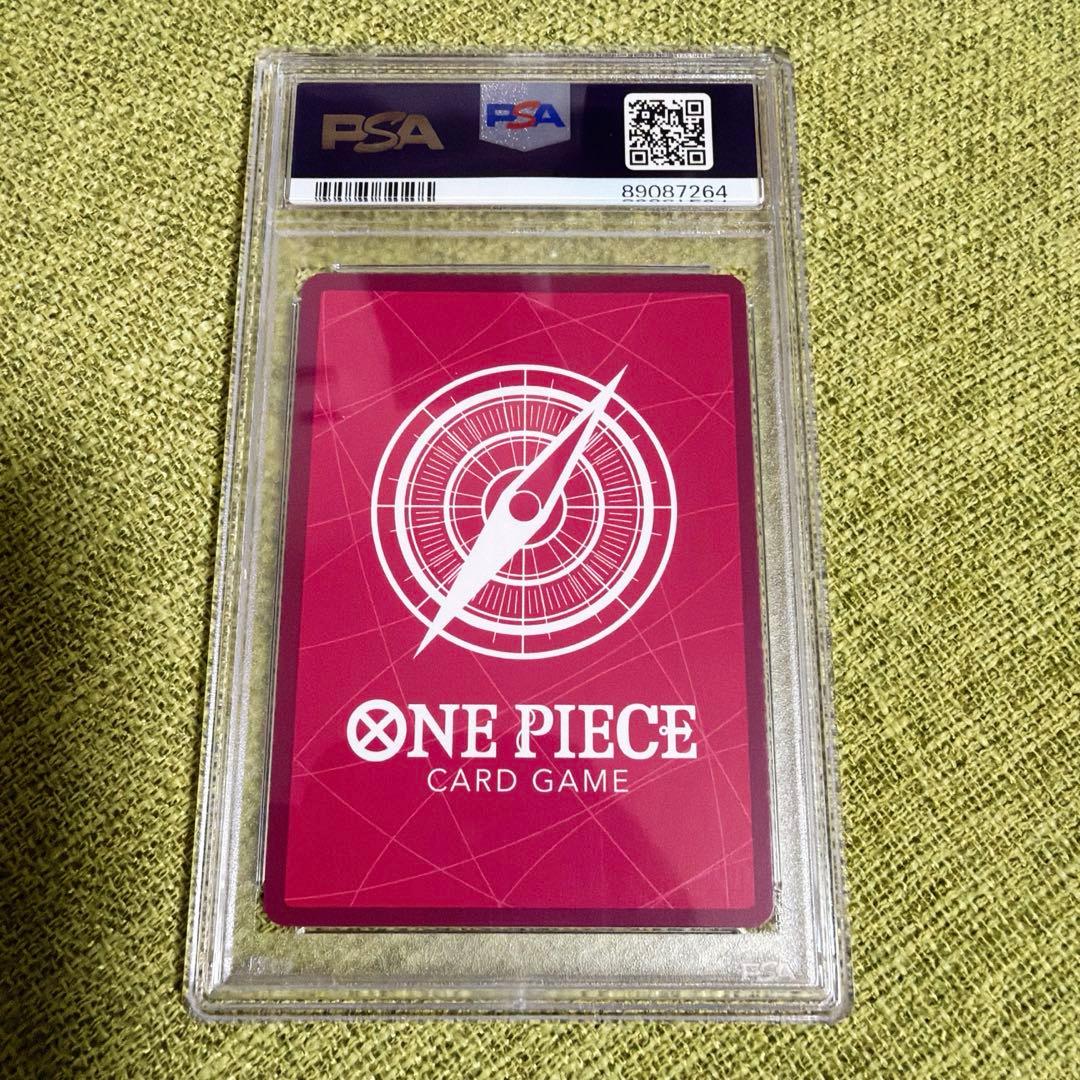 PSA
PSA
89087264
ONE PIECE
CARD GAME
PSA